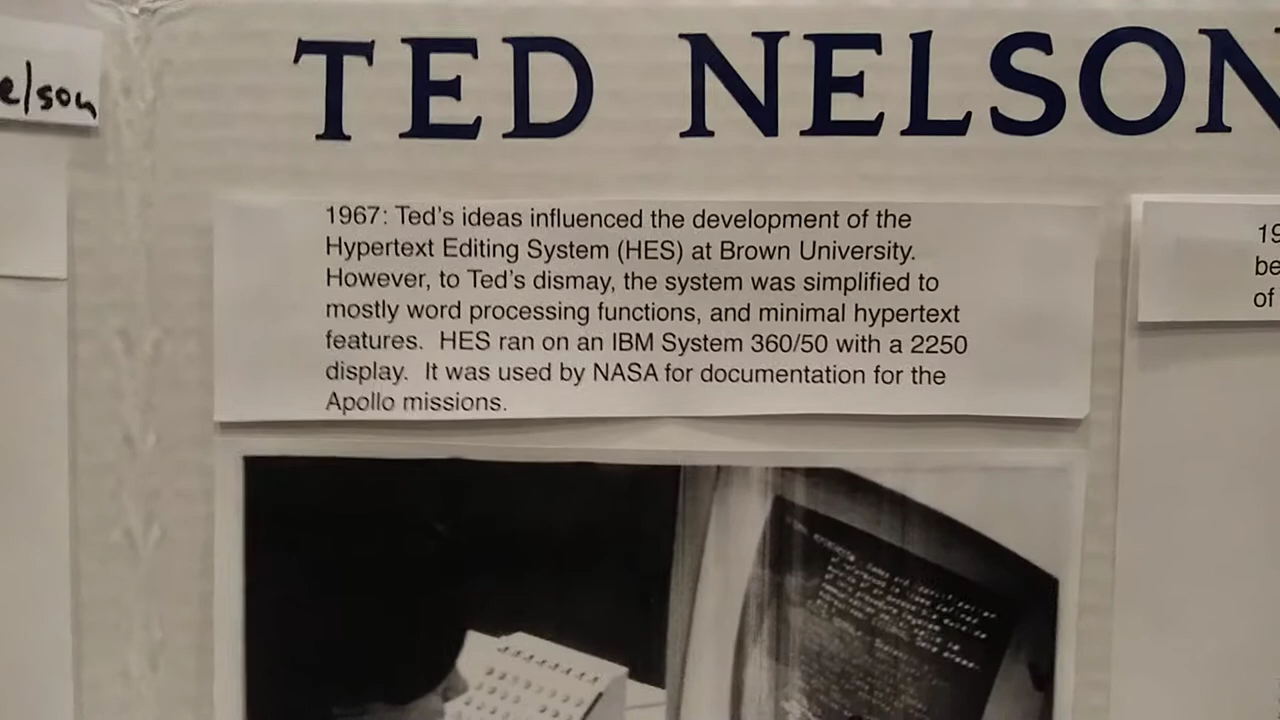 elson
TED NELSON
1967: Ted's ideas influenced the development of the
Hypertext Editing System (HES) at Brown University.
However, to Ted's dismay, the system was simplified to
mostly word processing functions, and minimal hypertext
features.  HES ran on an IBM System 360/50 with a 2250
display.  It was used by NASA for documentation for the
Apollo missions.
19
be
of